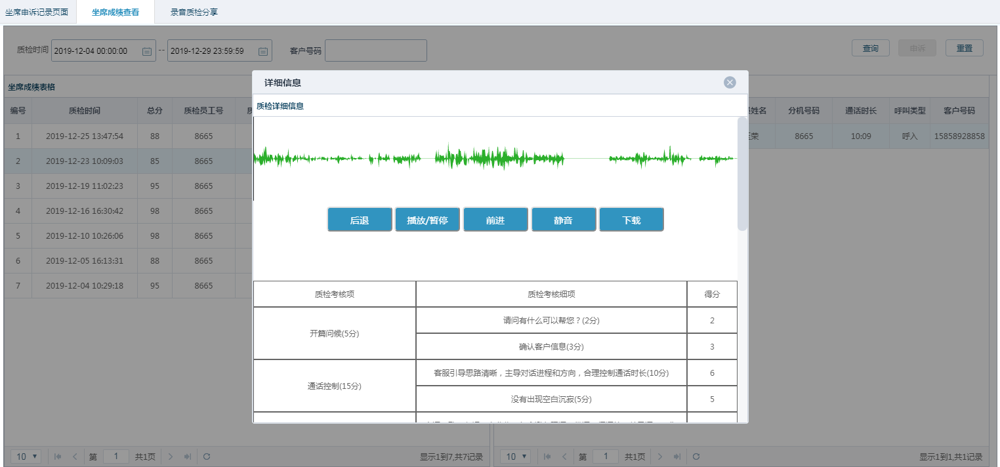 坐席申诉记录页面 坐席成绩查看 录音质检分享
质检时间 2019-12-04 00:00:00 -- 2019-12-29 23:59:59 客户号码 查询 申诉 重置
坐席成绩表格
编号 质检时间 总分 质检员工号
1 2019-12-25 13:47:54 88 8665
2 2019-12-23 10:09:03 85 8665
3 2019-12-19 11:02:23 95 8665
4 2019-12-16 16:30:42 98 8665
5 2019-12-10 10:26:06 98 8665
6 2019-12-05 16:13:31 88 8665
7 2019-12-04 10:29:18 95 8665
10 第 1 共1页 显示1到7,共7记录
详细信息
质检详细信息
后退 播放/暂停 前进 静音 下载
质检考核项 质检考核细项 得分
开篇问候(5分) 请问有什么可以帮您？(2分) 2
确认客户信息(3分) 3
通话控制(15分) 客服引导思路清晰，主导对话进程和方向，合理控制通话时长(10分) 6
没有出现空白沉寂(5分) 5
姓名 分机号码 通话时长 呼叫类型 客户号码
荣 8665 10:09 呼入 15858928858
10 第 1 共1页 显示1到1,共1记录